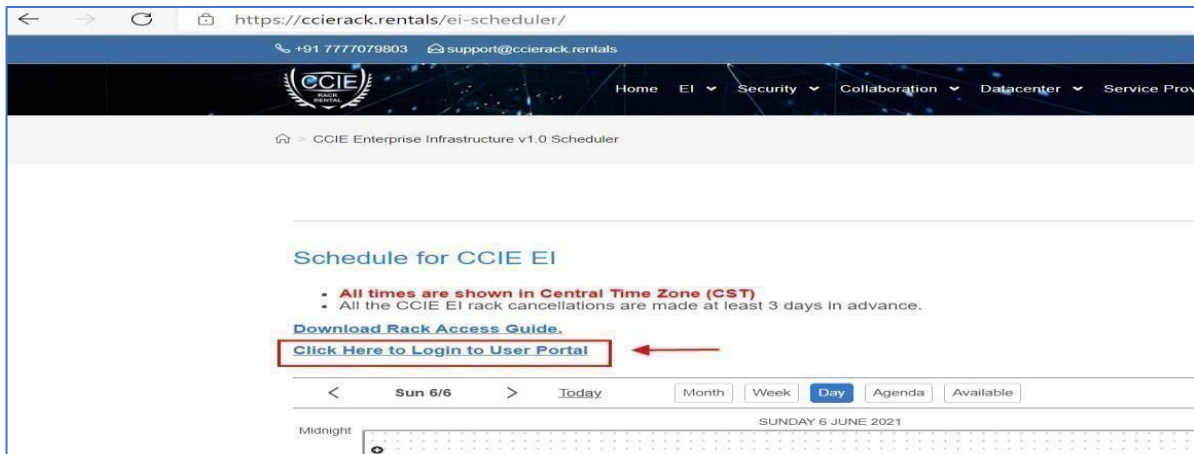 https://ccierack.rentals/ei-scheduler/
+91 7777079803 support@ccierack.rentals
CCIE
RACK
RENTAL
Home EI Security Collaboration Datacenter Service Prov
> CCIE Enterprise Infrastructure v1.0 Scheduler
Schedule for CCIE EI
• All times are shown in Central Time Zone (CST)
• All the CCIE EI rack cancellations are made at least 3 days in advance.
Download Rack Access Guide.
Click Here to Login to User Portal
< Sun 6/6 > Today Month Week Day Agenda Available
SUNDAY 6 JUNE 2021
Midnight